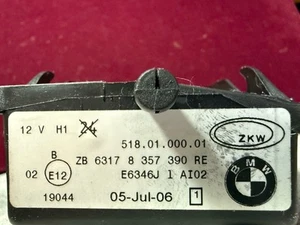 12 V H1 24
518.01.000.01
ZKW
B
ZB 6317 8 357 390 RE
02 E12
E6346J 1 AI02
BMW
19044
05-Jul-06
1